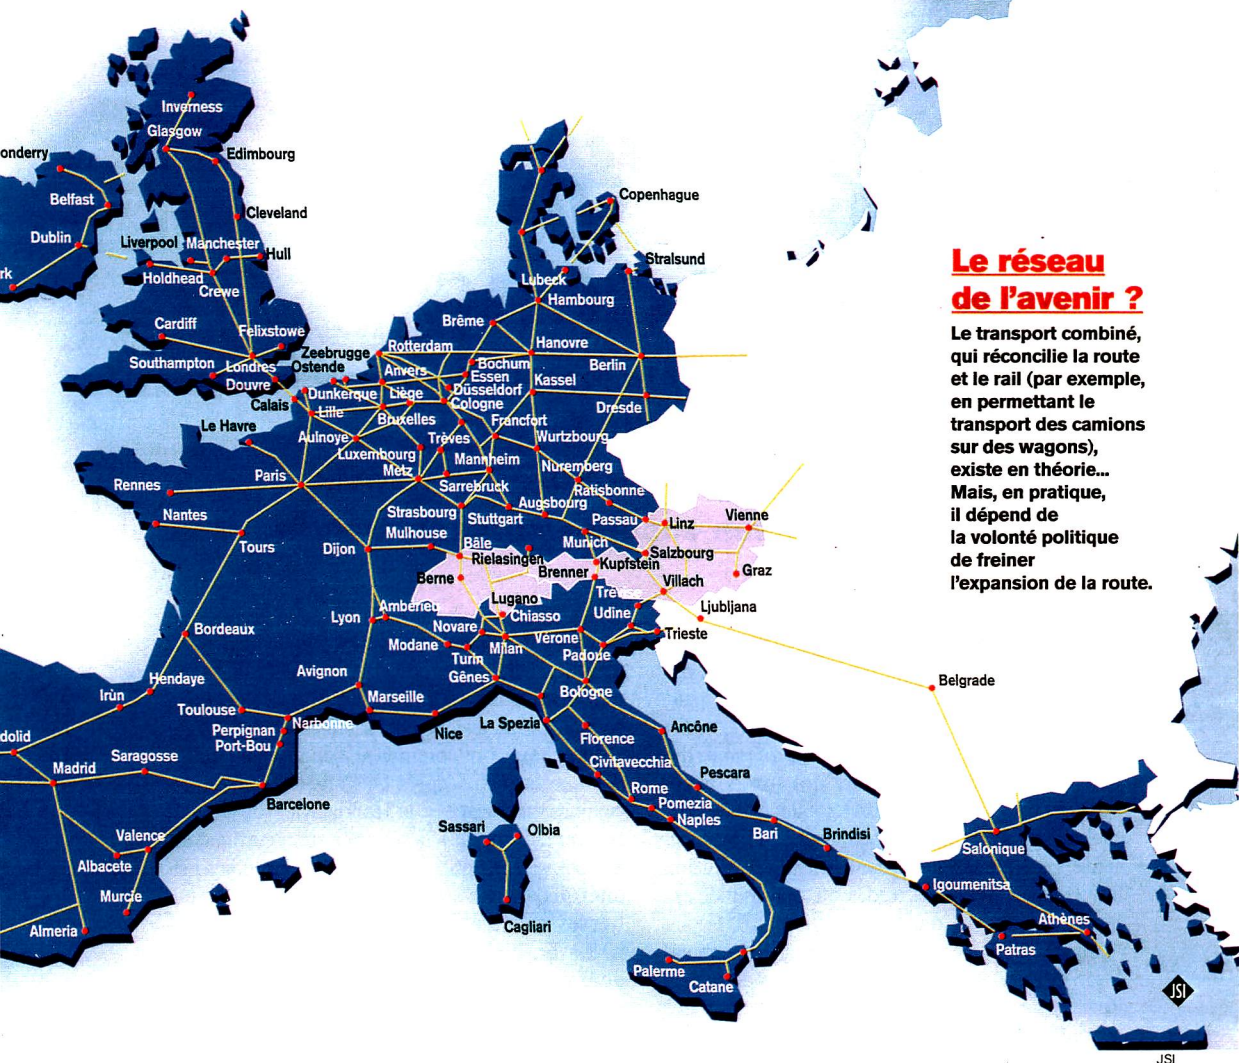 Inverness
Glasgow
onderry
Edimbourg
Belfast
Cleveland
Dublin
Liverpool
Manchester
Hull
rk
Holdhead
Crewe
Cardiff
Felixstowe
Southampton
Londres
Douvre
Copenhague
Stralsund
Lubeck
Hambourg
Brême
Zeebrugge
Rotterdam
Hanovre
Ostende
Anvers
Bochum
Berlin
Essen
Kassel
Calais
Dunkerque
Liège
Düsseldorf
Cologne
Dresde
Lille
Bruxelles
Le Havre
Francfort
Aulnoye
Trèves
Wurtzbourg
Luxembourg
Mannheim
Metz
Nuremberg
Paris
Sarrebruck
Rennes
Ratisbonne
Augsbourg
Strasbourg
Nantes
Stuttgart
Passau
Linz
Vienne
Mulhouse
Tours
Dijon
Bâle
Munich
Salzbourg
Rielasingen
Kupfstein
Brenner
Graz
Berne
Villach
Trévise
Lugano
Ambérieu
Chiasso
Udine
Ljubljana
Lyon
Novare
Bordeaux
Modane
Milan
Vérone
Trieste
Turin
Padoue
Avignon
Gênes
Belgrade
Hendaye
Bologne
Irùn
Marseille
Toulouse
Narbonne
La Spezia
Ancône
Perpignan
Nice
Port-Bou
Florence
dolid
Saragosse
Civitavecchia
Madrid
Pescara
Barcelone
Rome
Pomezia
Naples
Sassari
Olbia
Bari
Brindisi
Valence
Salonique
Albacete
Igoumenitsa
Murcie
Athènes
Almeria
Cagliari
Patras
Palerme
Catane
Le réseau
de l'avenir ?
Le transport combiné,
qui réconcilie la route
et le rail (par exemple,
en permettant le
transport des camions
sur des wagons),
existe en théorie...
Mais, en pratique,
il dépend de
la volonté politique
de freiner
l'expansion de la route.
JSI
JSI